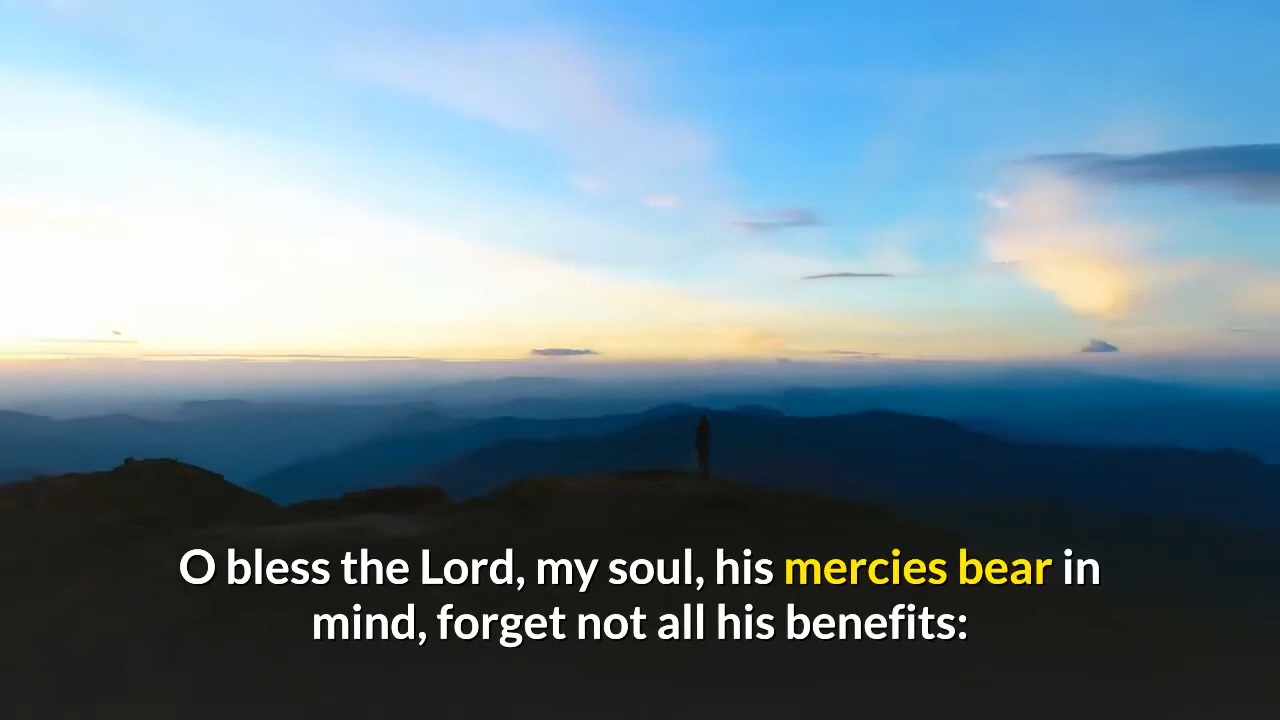 O bless the Lord, my soul, his mercies bear in
mind, forget not all his benefits: